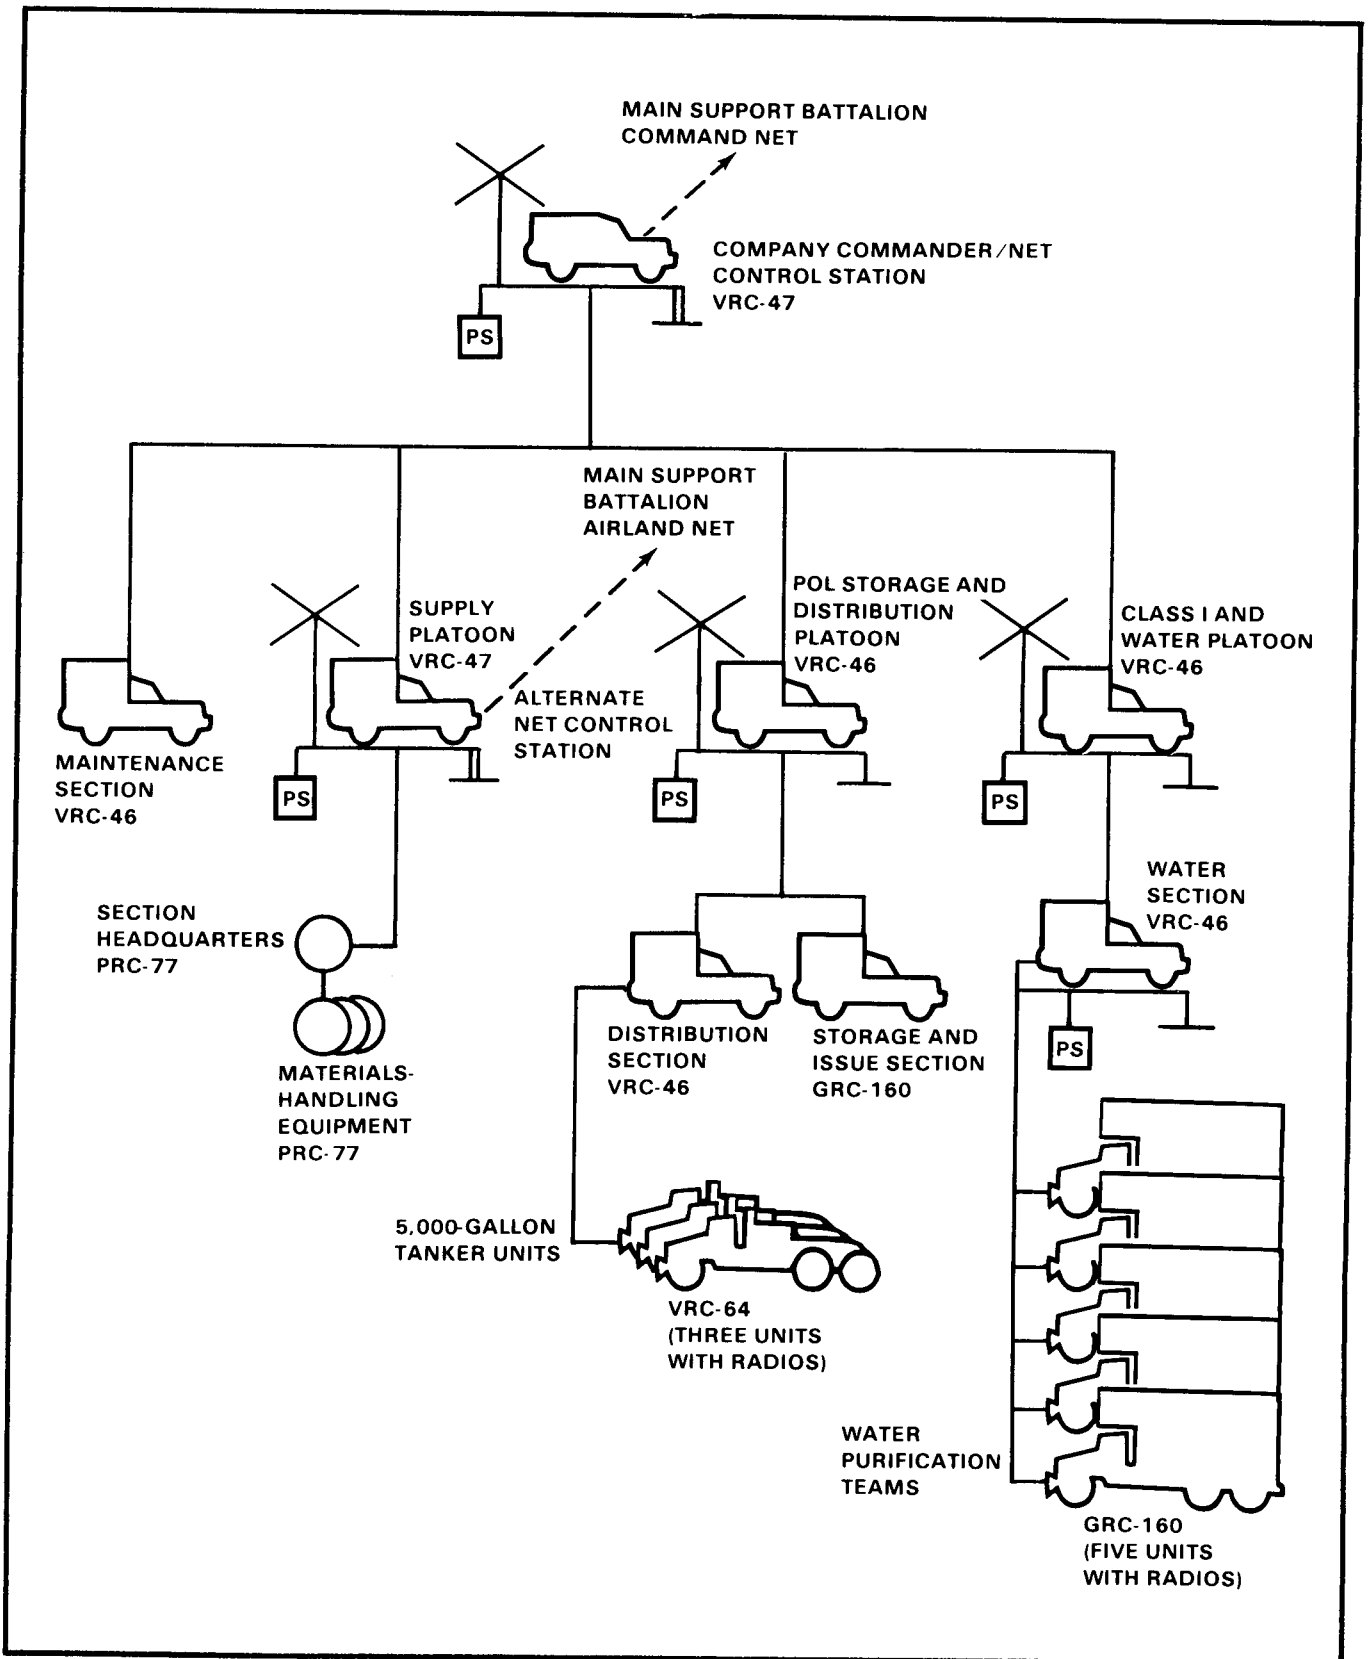 MAIN SUPPORT BATTALION
COMMAND NET
COMPANY COMMANDER/NET
CONTROL STATION
VRC-47
PS
MAIN SUPPORT
BATTALION
AIRLAND NET
SUPPLY
PLATOON
VRC-47
POL STORAGE AND
DISTRIBUTION
PLATOON
VRC-46
CLASS I AND
WATER PLATOON
VRC-46
ALTERNATE
NET CONTROL
STATION
MAINTENANCE
SECTION
VRC-46
PS
PS
PS
WATER
SECTION
VRC-46
SECTION
HEADQUARTERS
PRC-77
DISTRIBUTION
SECTION
VRC-46
STORAGE AND
ISSUE SECTION
GRC-160
PS
MATERIALS-
HANDLING
EQUIPMENT
PRC-77
5,000-GALLON
TANKER UNITS
VRC-64
(THREE UNITS
WITH RADIOS)
WATER
PURIFICATION
TEAMS
GRC-160
(FIVE UNITS
WITH RADIOS)